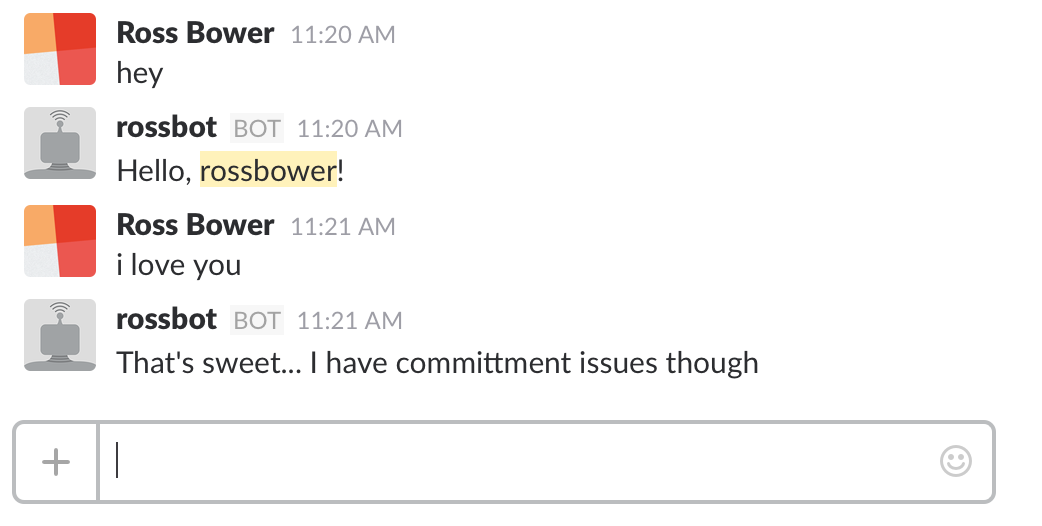 Ross Bower 11:20 AM
hey
rossbot BOT 11:20 AM
Hello, rossbower!
Ross Bower 11:21 AM
i love you
rossbot BOT 11:21 AM
That's sweet... I have committment issues though